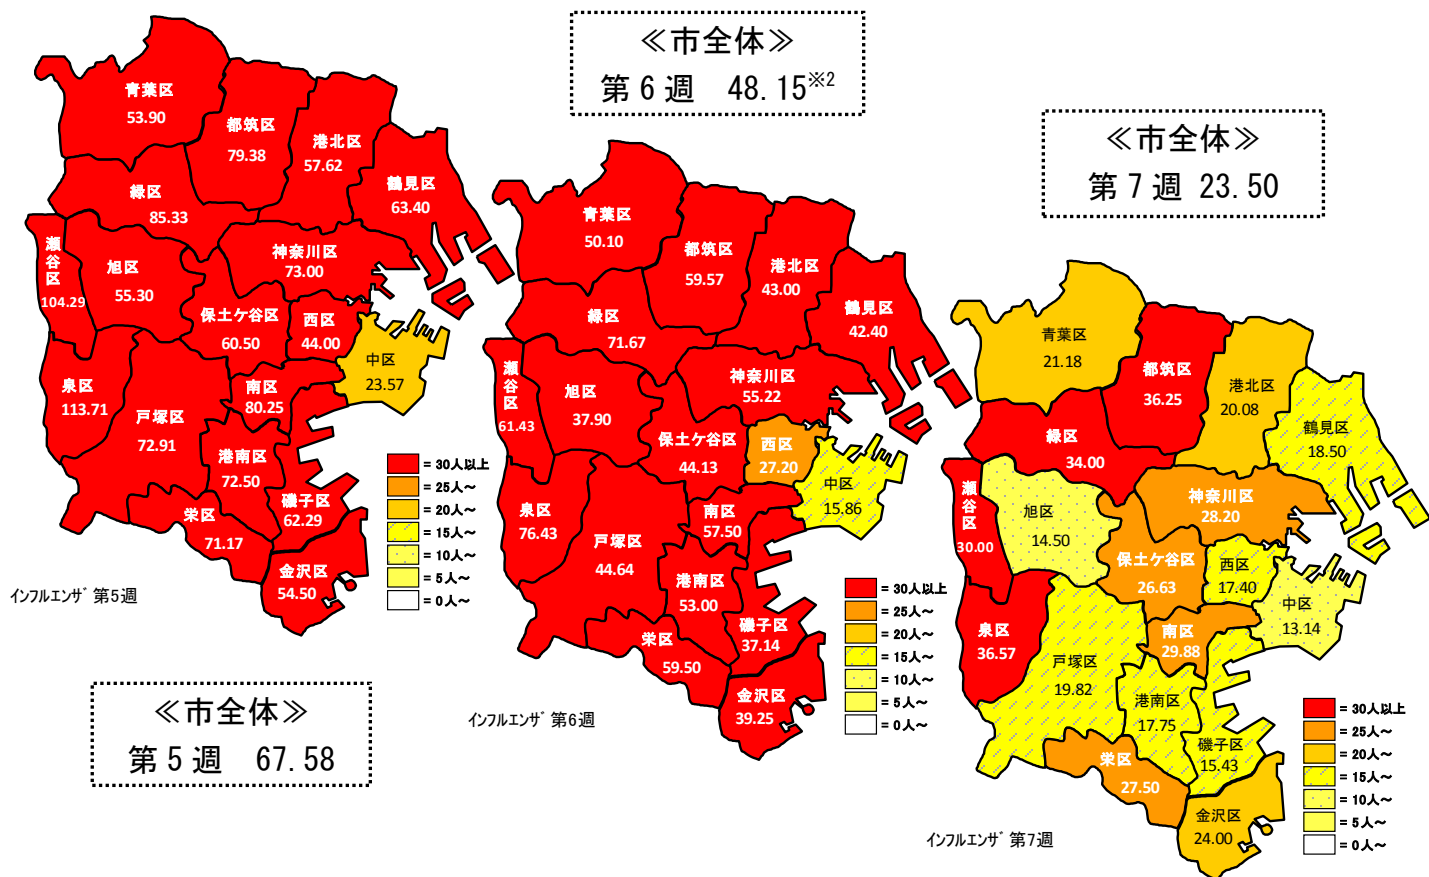 青葉区
53.90
都筑区
79.38
港北区
57.62
鶴見区
63.40
緑区
85.33
瀬谷区
104.29
旭区
55.30
神奈川区
73.00
保土ケ谷区
60.50
西区
44.00
中区
23.57
泉区
113.71
戸塚区
72.91
南区
80.25
港南区
72.50
磯子区
62.29
栄区
71.17
金沢区
54.50
= 30人以上
= 25人～
= 20人～
= 15人～
= 10人～
= 5人～
= 0人～
インフルエンザ 第5週
≪市全体≫
第５週　67.58
≪市全体≫
第６週　48.15※2
青葉区
50.10
都筑区
59.57
港北区
43.00
鶴見区
42.40
緑区
71.67
瀬谷区
61.43
旭区
37.90
神奈川区
55.22
保土ケ谷区
44.13
西区
27.20
中区
15.86
泉区
76.43
戸塚区
44.64
南区
57.50
港南区
53.00
磯子区
37.14
栄区
59.50
金沢区
39.25
= 30人以上
= 25人～
= 20人～
= 15人～
= 10人～
= 5人～
= 0人～
インフルエンザ 第6週
≪市全体≫
第７週 23.50
青葉区
21.18
都筑区
36.25
港北区
20.08
鶴見区
18.50
緑区
34.00
瀬谷区
30.00
旭区
14.50
神奈川区
28.20
保土ケ谷区
26.63
西区
17.40
中区
13.14
泉区
36.57
戸塚区
19.82
南区
29.88
港南区
17.75
磯子区
15.43
栄区
27.50
金沢区
24.00
= 30人以上
= 25人～
= 20人～
= 15人～
= 10人～
= 5人～
= 0人～
インフルエンザ 第7週